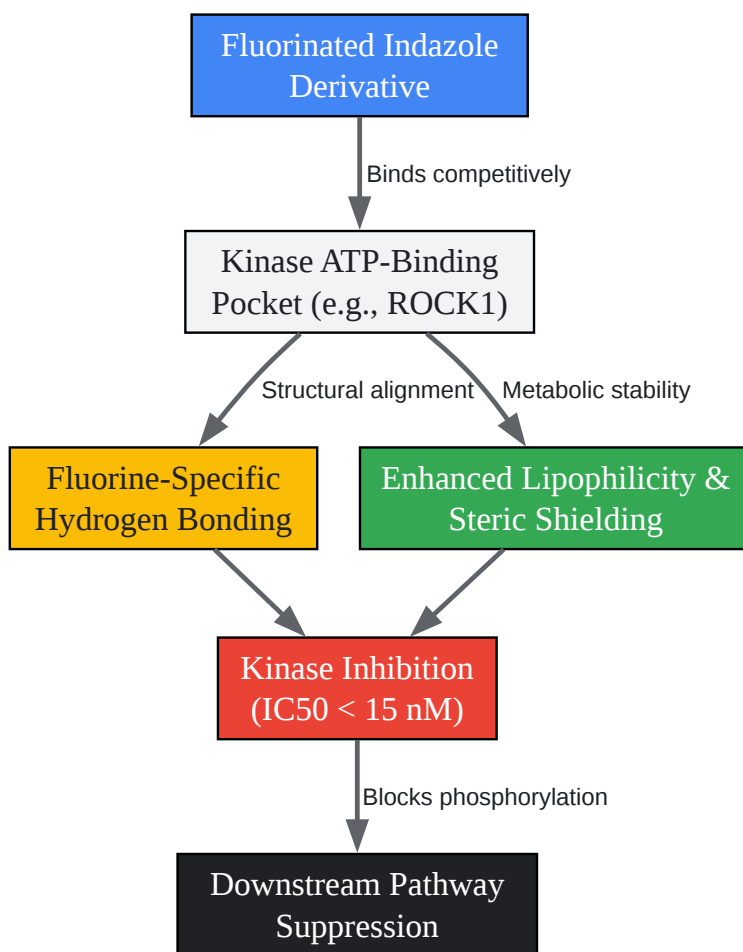 Fluorinated Indazole
Derivative
Binds competitively
Kinase ATP-Binding
Pocket (e.g., ROCK1)
Structural alignment
Metabolic stability
Fluorine-Specific
Hydrogen Bonding
Enhanced Lipophilicity &
Steric Shielding
Kinase Inhibition
(IC50 < 15 nM)
Blocks phosphorylation
Downstream Pathway
Suppression